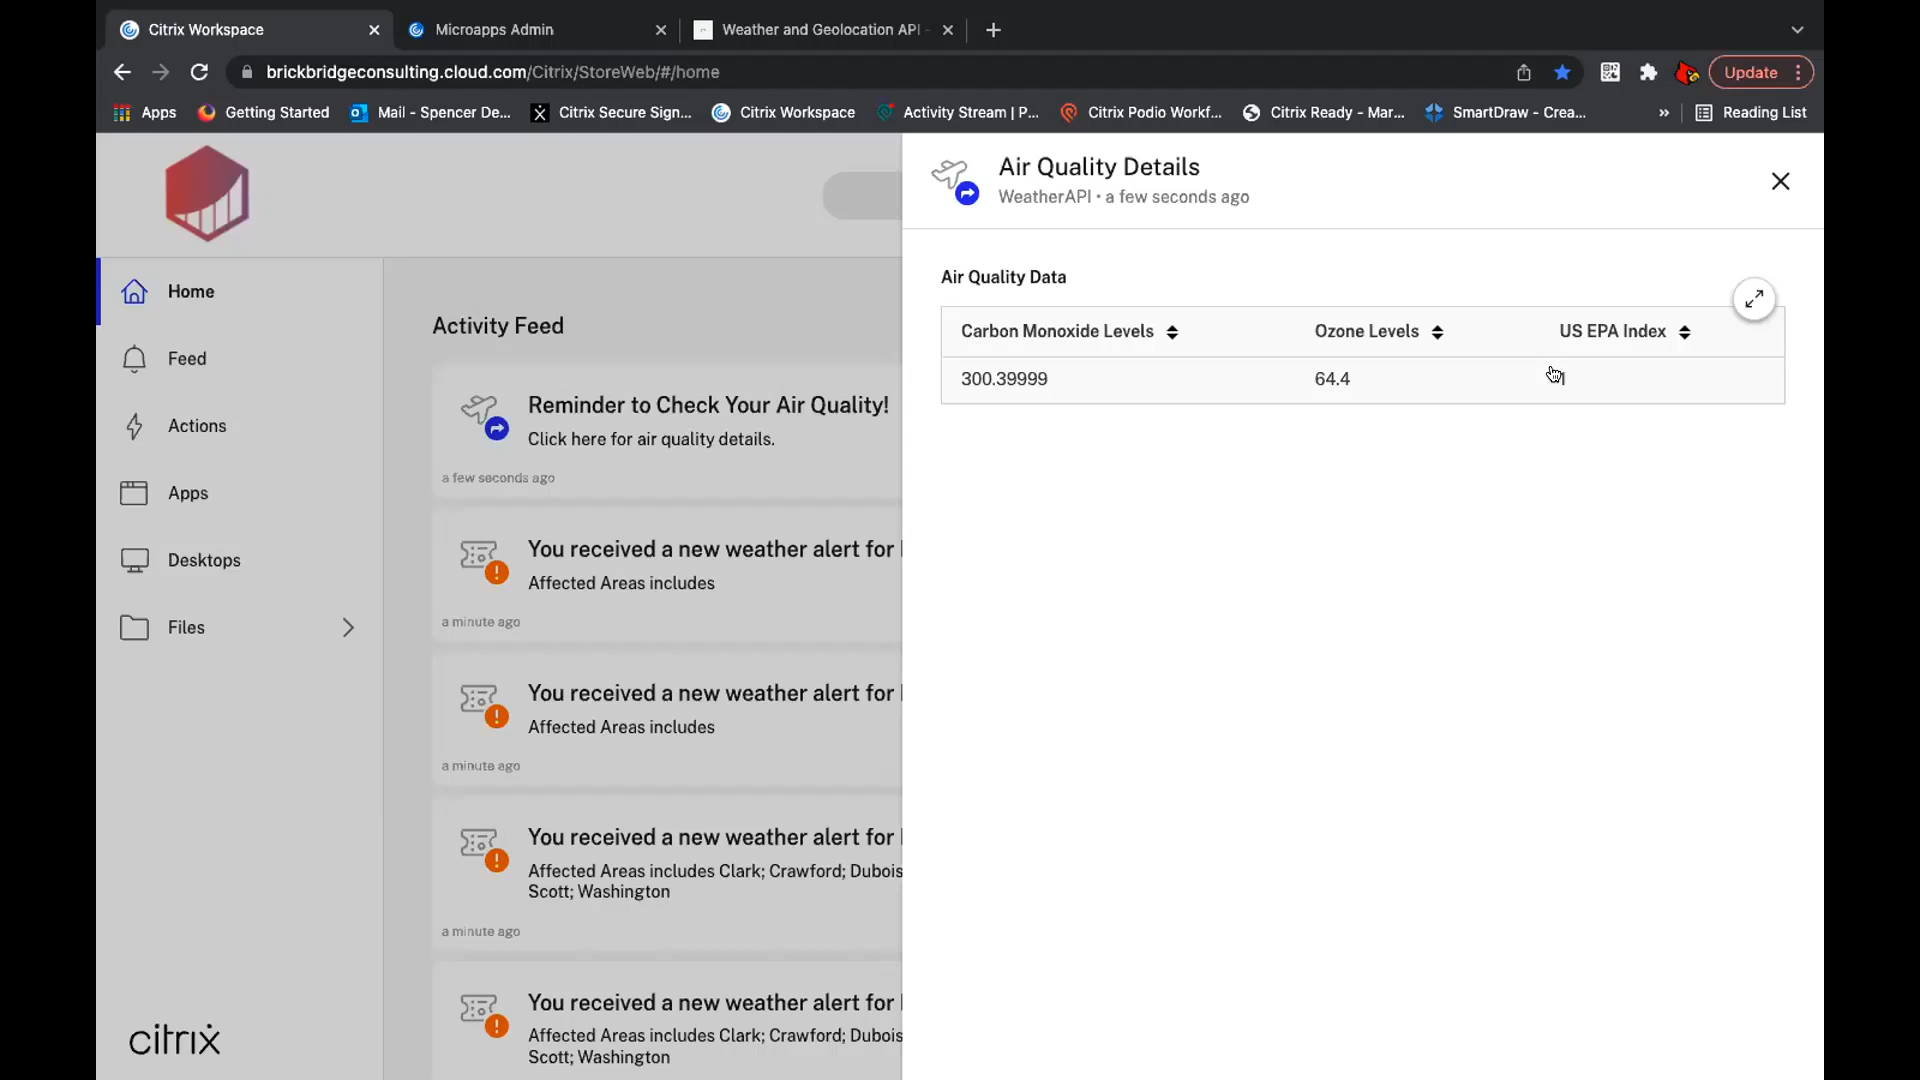 Citrix Workspace
Microapps Admin
Weather and Geolocation API -
brickbridgeconsulting.cloud.com/Citrix/StoreWeb/#/home
Update
Apps
Getting Started
Mail - Spencer De...
Citrix Secure Sign...
Citrix Workspace
Activity Stream | P...
Citrix Podio Workf...
Citrix Ready - Mar...
SmartDraw - Crea...
»
Reading List
Home
Feed
Actions
Apps
Desktops
Files
citrix
Activity Feed
Reminder to Check Your Air Quality!
Click here for air quality details.
a few seconds ago
You received a new weather alert for
Affected Areas includes
a minute ago
You received a new weather alert for
Affected Areas includes
a minute ago
You received a new weather alert for
Affected Areas includes Clark; Crawford; Dubois
Scott; Washington
a minute ago
You received a new weather alert for
Affected Areas includes Clark; Crawford; Dubois
Scott; Washington
Air Quality Details
WeatherAPI • a few seconds ago
Air Quality Data
Carbon Monoxide Levels Ozone Levels US EPA Index
300.39999 64.4 1